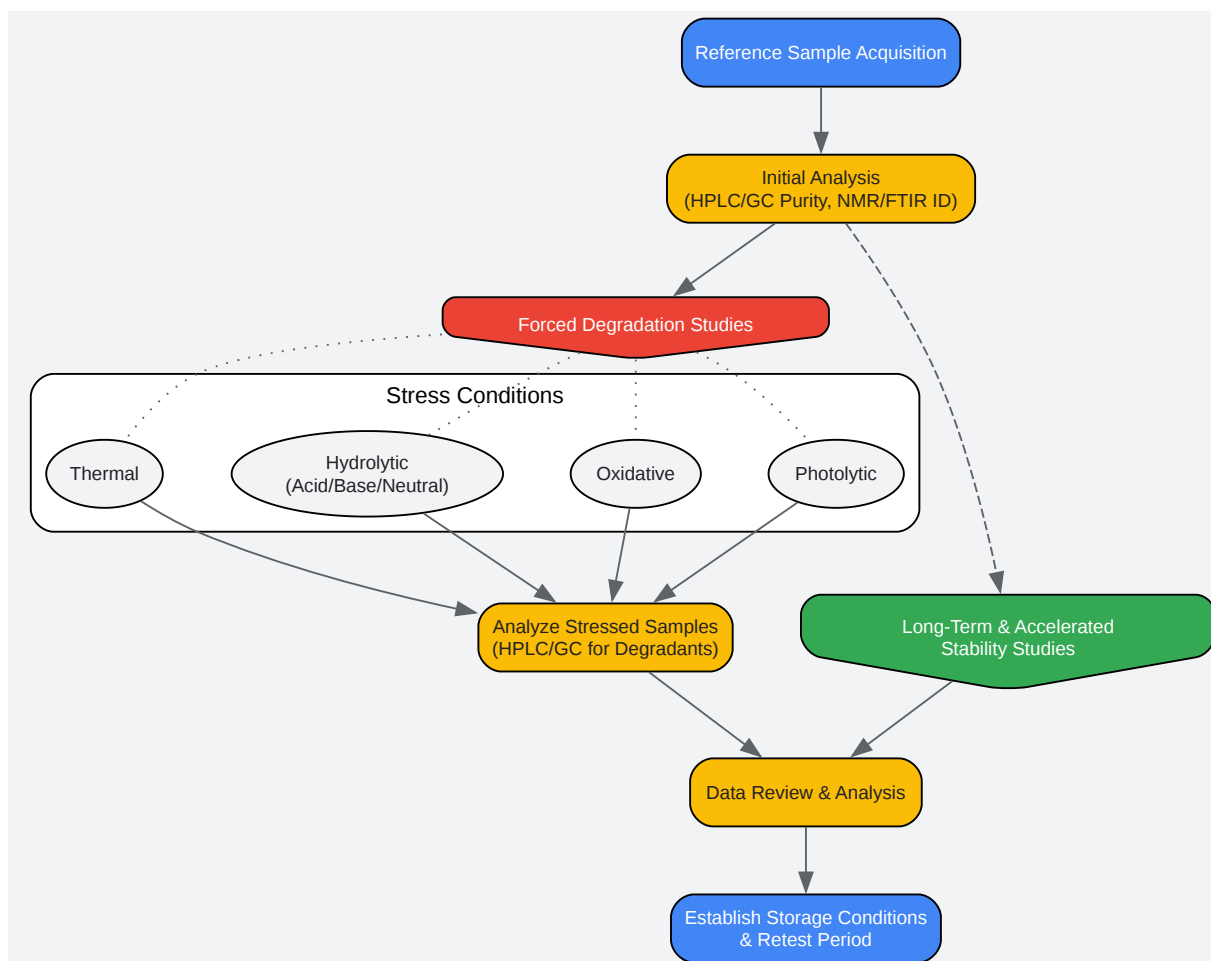 Reference Sample Acquisition
Initial Analysis
(HPLC/GC Purity, NMR/FTIR ID)
Forced Degradation Studies
Stress Conditions
Thermal
Hydrolytic
(Acid/Base/Neutral)
Oxidative
Photolytic
Analyze Stressed Samples
(HPLC/GC for Degradants)
Long-Term & Accelerated
Stability Studies
Data Review & Analysis
Establish Storage Conditions
& Retest Period